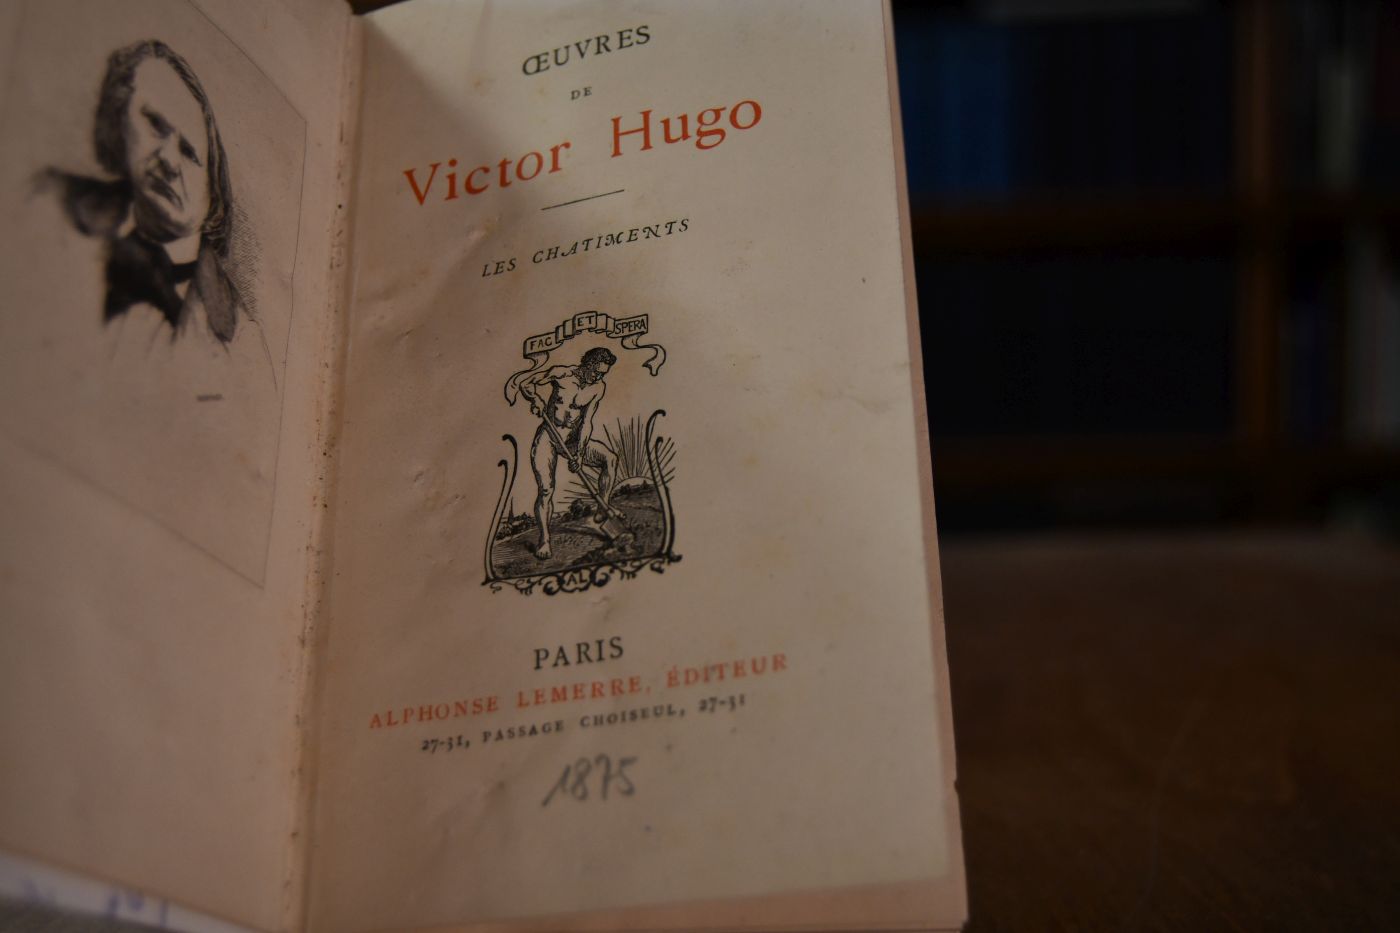 ŒUVRES
DE
Victor Hugo
LES CHATIMENTS
FAC ET SPERA
AL
PARIS
ALPHONSE LEMERRE, ÉDITEUR
27-31, PASSAGE CHOISEUL, 27-31
1875